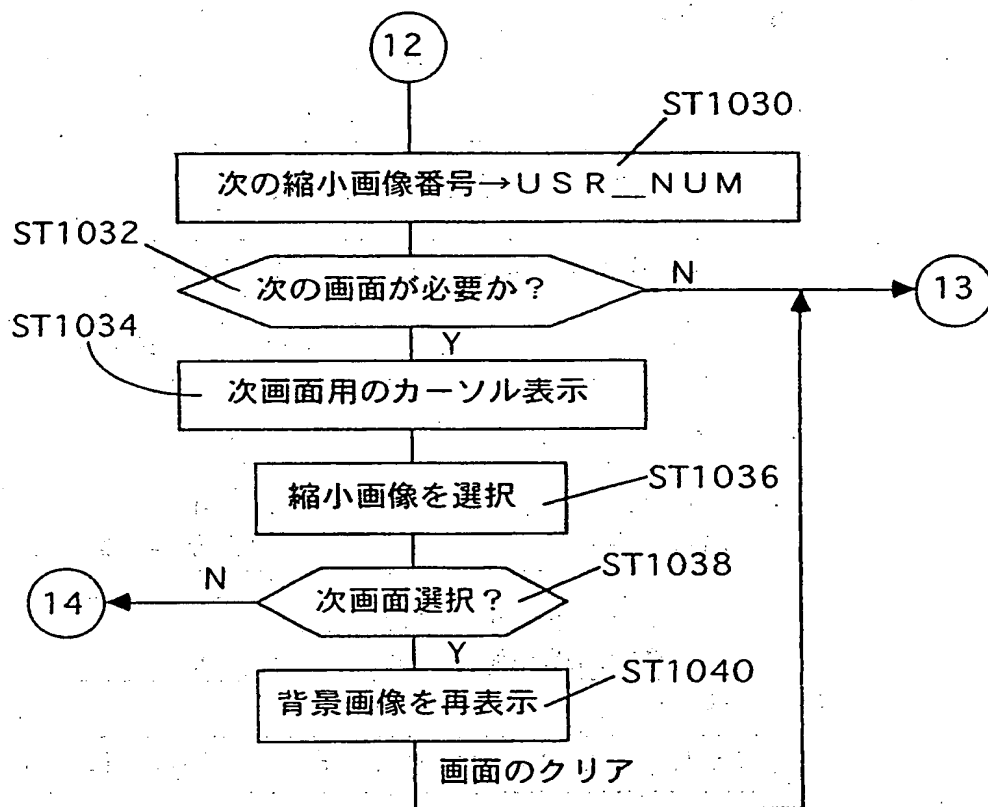 12
ST1030
次の縮小画像番号→USR__NUM
ST1032
次の画面が必要か？
N
13
ST1034
Y
次画面用のカーソル表示
縮小画像を選択
ST1036
ST1038
N
14
次画面選択？
Y
ST1040
背景画像を再表示
画面のクリア